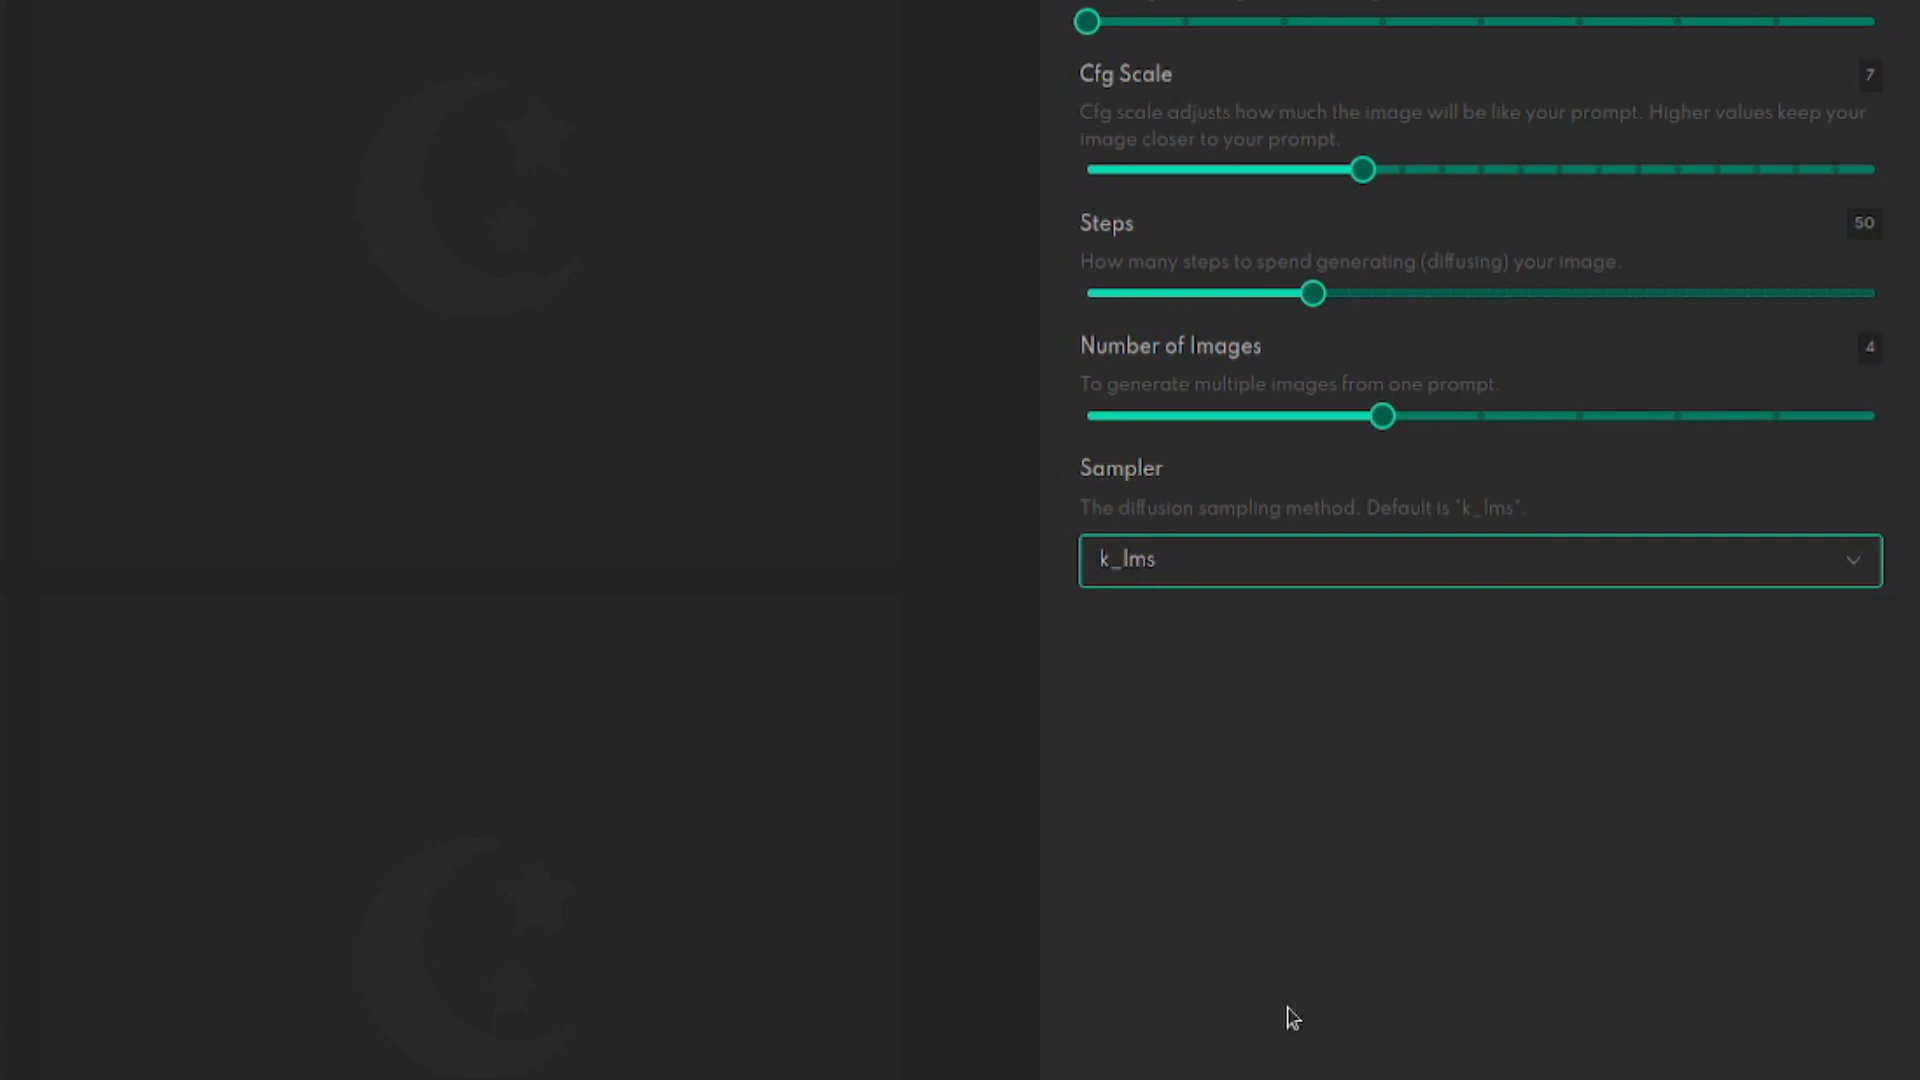 Cfg Scale
7
Cfg scale adjusts how much the image will be like your prompt. Higher values keep your
image closer to your prompt.
Steps
50
How many steps to spend generating (diffusing) your image.
Number of Images
4
To generate multiple images from one prompt.
Sampler
The diffusion sampling method. Default is "k_lms".
k_lms